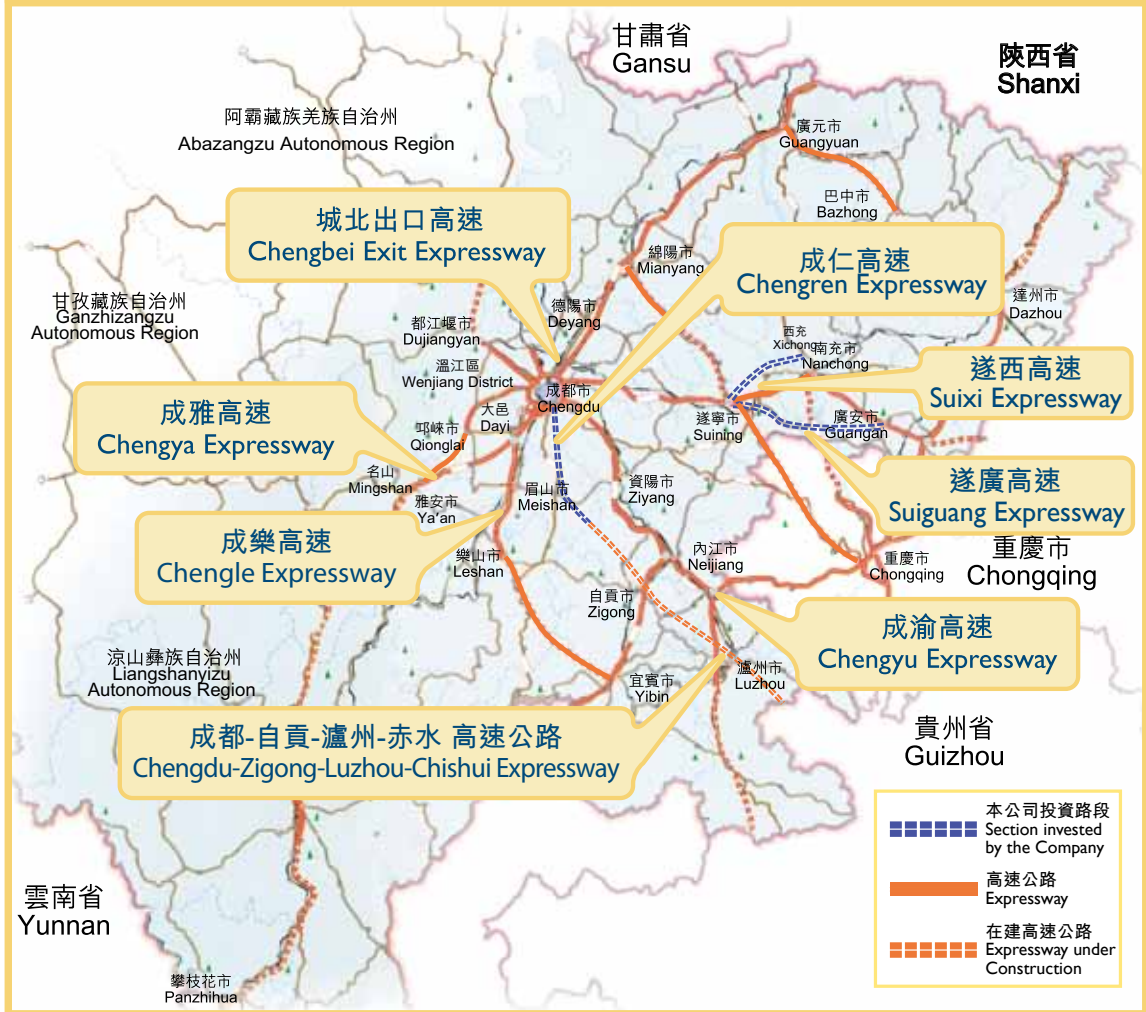 甘肅省
Gansu
陝西省
Shanxi
阿霸藏族羌族自治州
Abazangzu Autonomous Region
廣元市
Guangyuan
巴中市
Bazhong
城北出口高速
Chengbei Exit Expressway
綿陽市
Mianyang
成仁高速
Chengren Expressway
甘孜藏族自治州
Ganzhizangzu
Autonomous Region
達州市
Dazhou
德陽市
Deyang
都江堰市
Dujiangyan
西充
Xichong
南充市
Nanchong
溫江區
Wenjiang District
遂西高速
Suixi Expressway
成都市
Chengdu
成雅高速
Chengya Expressway
大邑
Dayi
邛崍市
Qionglai
遂寧市
Suining
廣安市
Guangan
名山
Mingshan
雅安市
Ya'an
眉山市
Meishan
資陽市
Ziyang
遂廣高速
Suiguang Expressway
成樂高速
Chengle Expressway
樂山市
Leshan
內江市
Neijiang
重慶市
Chongqing
重慶市
Chongqing
自貢市
Zigong
成渝高速
Chengyu Expressway
涼山彝族自治州
Liangshanyizu
Autonomous Region
宜賓市
Yibin
瀘州市
Luzhou
成都-自貢-瀘州-赤水 高速公路
Chengdu-Zigong-Luzhou-Chishui Expressway
貴州省
Guizhou
本公司投資路段
Section invested
by the Company
高速公路
Expressway
在建高速公路
Expressway under
Construction
雲南省
Yunnan
攀枝花市
Panzhihua